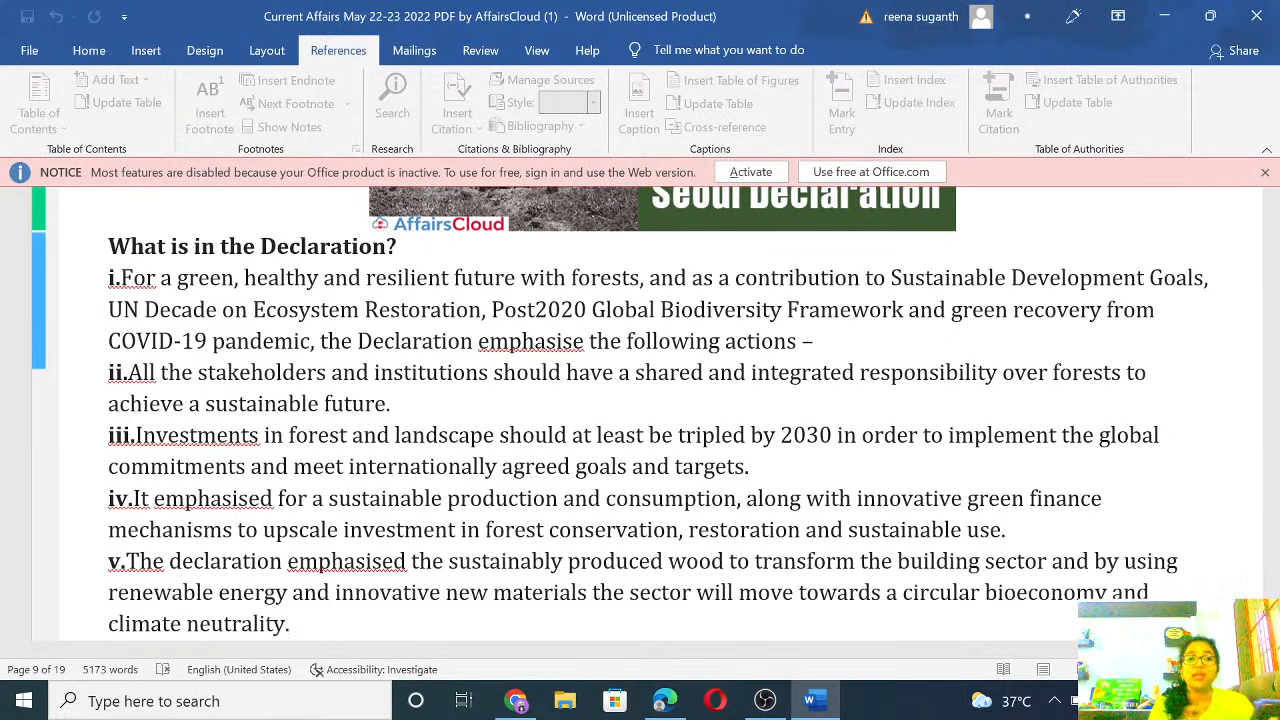 Current Affairs May 22-23 2022 PDF by AffairsCloud (1) - Word (Unlicensed Product)
reena suganth
File Home Insert Design Layout References Mailings Review View Help Tell me what you want to do Share
Table of Contents
Add Text
Update Table
Table of Contents
AB1
Insert Footnote
Insert Endnote
AB1 Next Footnote
Show Notes
Footnotes
Search
Research
Insert Citation
Manage Sources
Style:
Bibliography
Citations & Bibliography
Insert Caption
Insert Table of Figures
Update Table
Cross-reference
Captions
Mark Entry
Insert Index
Update Index
Index
Mark Citation
Insert Table of Authorities
Update Table
Table of Authorities
NOTICE Most features are disabled because your Office product is inactive. To use for free, sign in and use the Web version. Activate Use free at Office.com
Seoul Declaration
AffairsCloud
What is in the Declaration?
i.For a green, healthy and resilient future with forests, and as a contribution to Sustainable Development Goals,
UN Decade on Ecosystem Restoration, Post2020 Global Biodiversity Framework and green recovery from
COVID-19 pandemic, the Declaration emphasise the following actions –
ii.All the stakeholders and institutions should have a shared and integrated responsibility over forests to
achieve a sustainable future.
iii.Investments in forest and landscape should at least be tripled by 2030 in order to implement the global
commitments and meet internationally agreed goals and targets.
iv.It emphasised for a sustainable production and consumption, along with innovative green finance
mechanisms to upscale investment in forest conservation, restoration and sustainable use.
v.The declaration emphasised the sustainably produced wood to transform the building sector and by using
renewable energy and innovative new materials the sector will move towards a circular bioeconomy and
climate neutrality.
Page 9 of 19 5173 words English (United States) Accessibility: Investigate
Type here to search
37°C